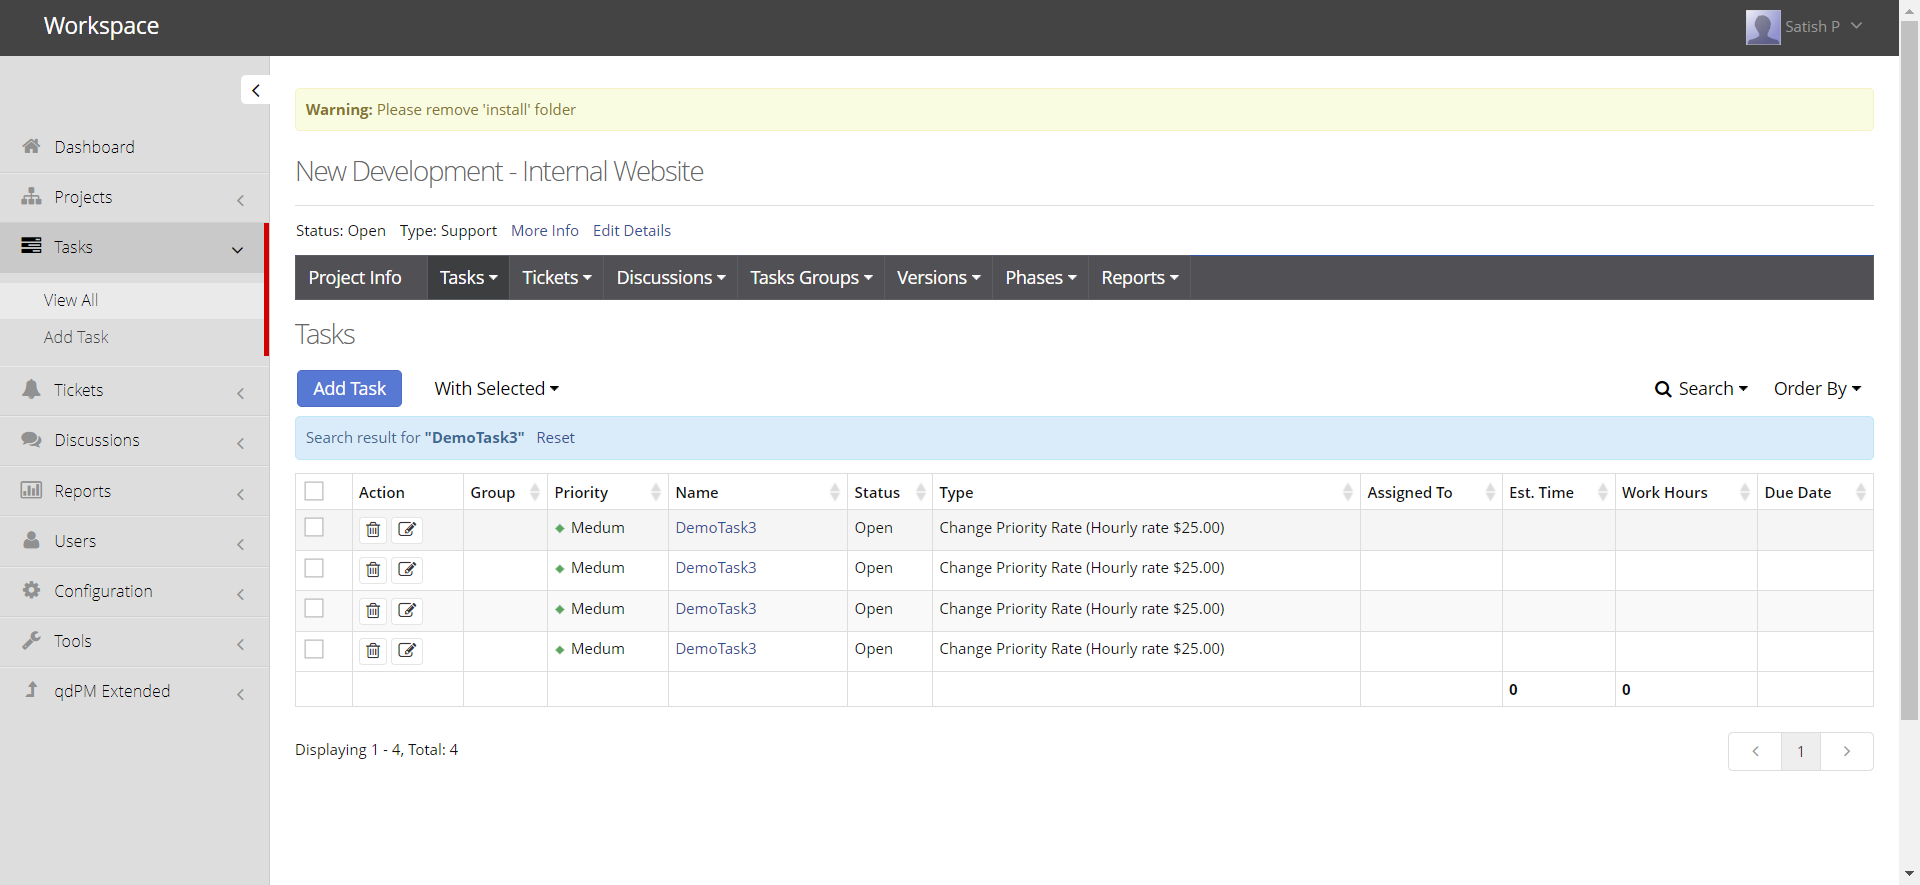 Workspace
Satish P
Warning: Please remove 'install' folder
Dashboard
New Development - Internal Website
Projects
Status: Open Type: Support More Info Edit Details
Tasks
Project Info Tasks Tickets Discussions Tasks Groups Versions Phases Reports
View All
Add Task
Tasks
Add Task With Selected Search Order By
Tickets
Search result for "DemoTask3" Reset
Discussions
Reports
Action Group Priority Name Status Type Assigned To Est. Time Work Hours Due Date
Medum DemoTask3 Open Change Priority Rate (Hourly rate $25.00)
Users
Medum DemoTask3 Open Change Priority Rate (Hourly rate $25.00)
Configuration
Medum DemoTask3 Open Change Priority Rate (Hourly rate $25.00)
Tools
Medum DemoTask3 Open Change Priority Rate (Hourly rate $25.00)
qdPM Extended
0 0
Displaying 1 - 4, Total: 4
1